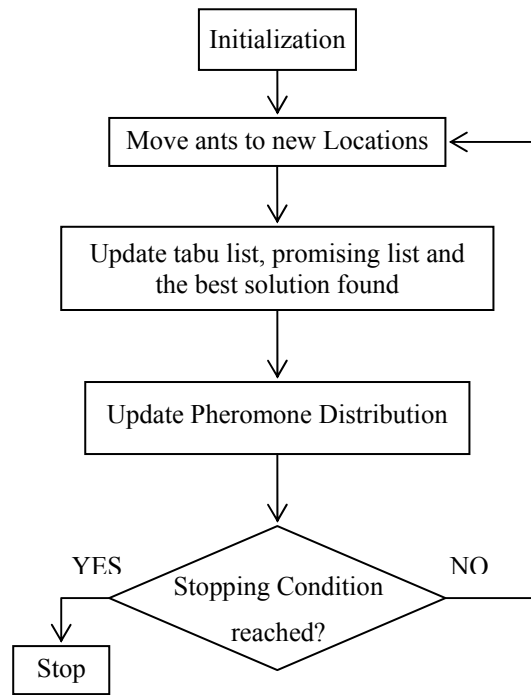 Initialization
Move ants to new Locations
Update tabu list, promising list and
the best solution found
Update Pheromone Distribution
YES
NO
Stopping Condition
reached?
Stop